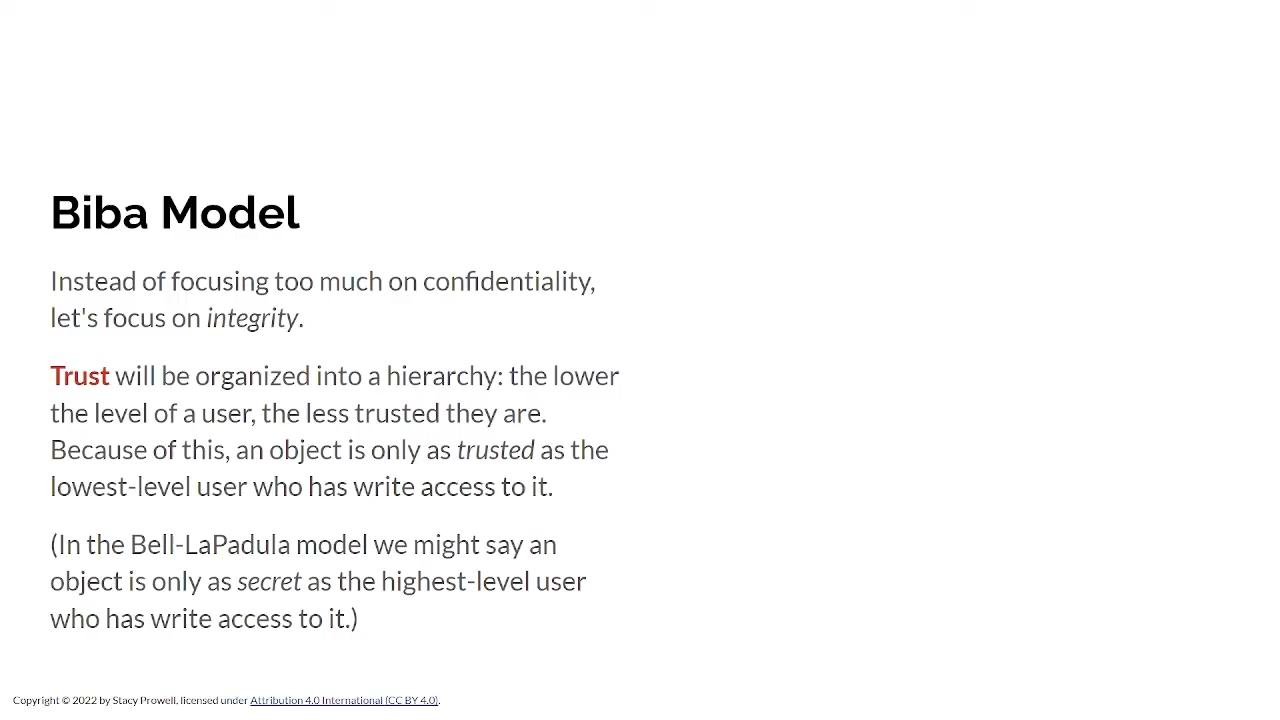 Biba Model
Instead of focusing too much on confidentiality,
let's focus on integrity.
Trust will be organized into a hierarchy: the lower
the level of a user, the less trusted they are.
Because of this, an object is only as trusted as the
lowest-level user who has write access to it.
(In the Bell-LaPadula model we might say an
object is only as secret as the highest-level user
who has write access to it.)
Copyright © 2022 by Stacy Prowell, licensed under Attribution 4.0 International (CC BY 4.0).